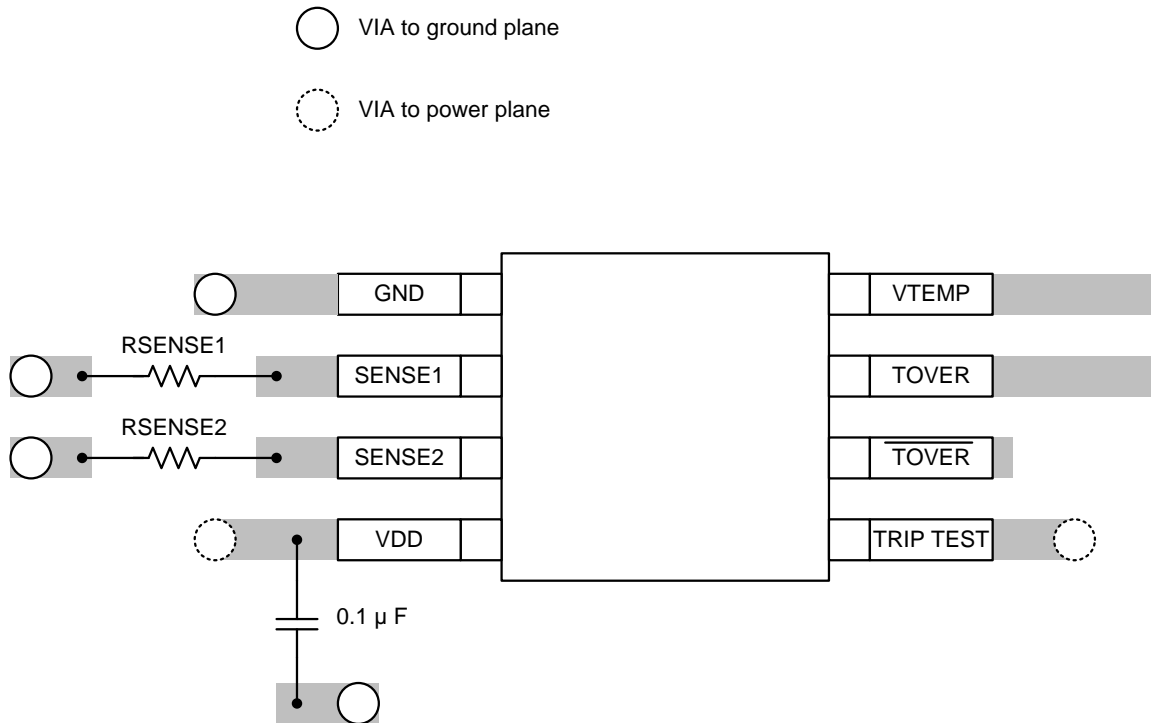 VIA to ground plane
VIA to power plane
GND
VTEMP
RSENSE1
SENSE1
TOVER
RSENSE2
SENSE2
T̅O̅V̅E̅R̅
VDD
TRIP TEST
0.1 µ F